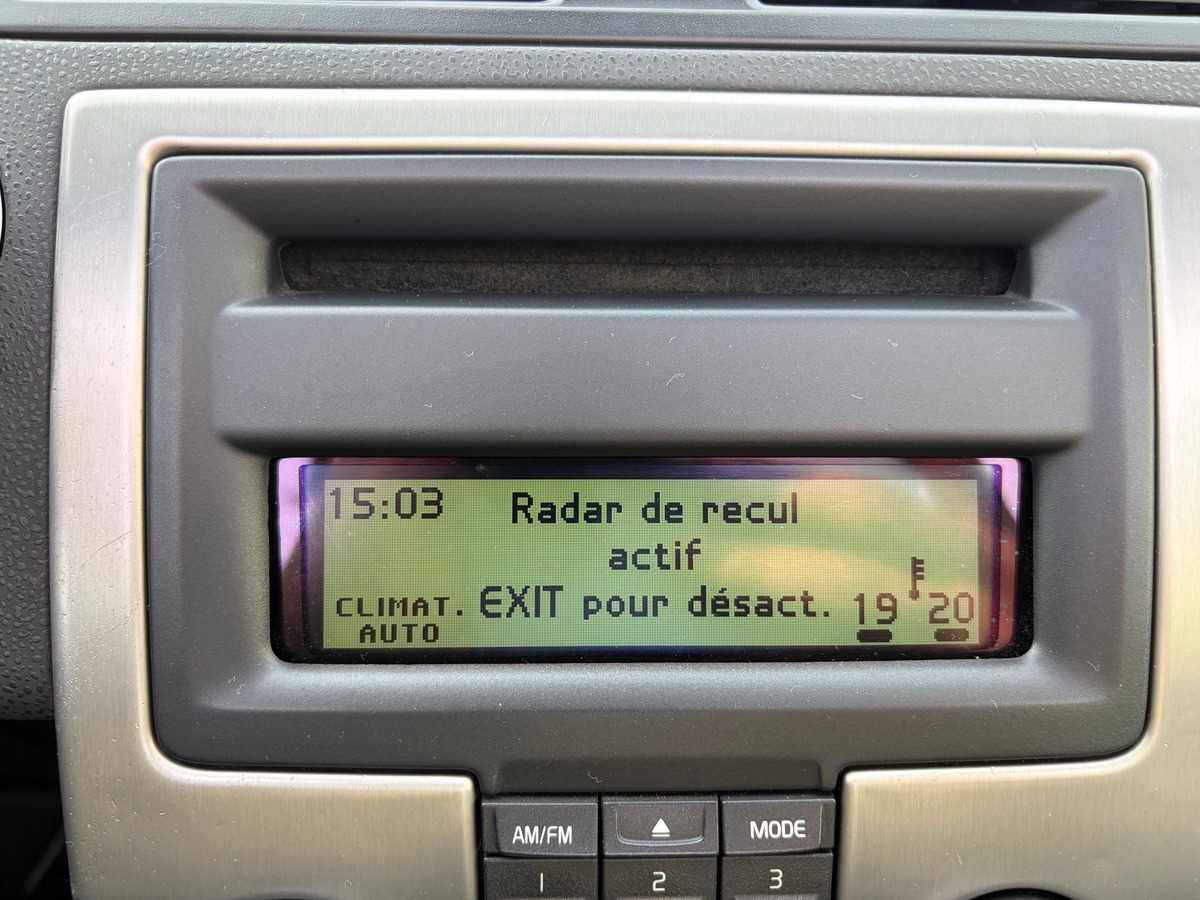 15:03
Radar de recul
actif
EXIT pour désact.
CLIMAT.
AUTO
19 20
AM/FM MODE
1 2 3